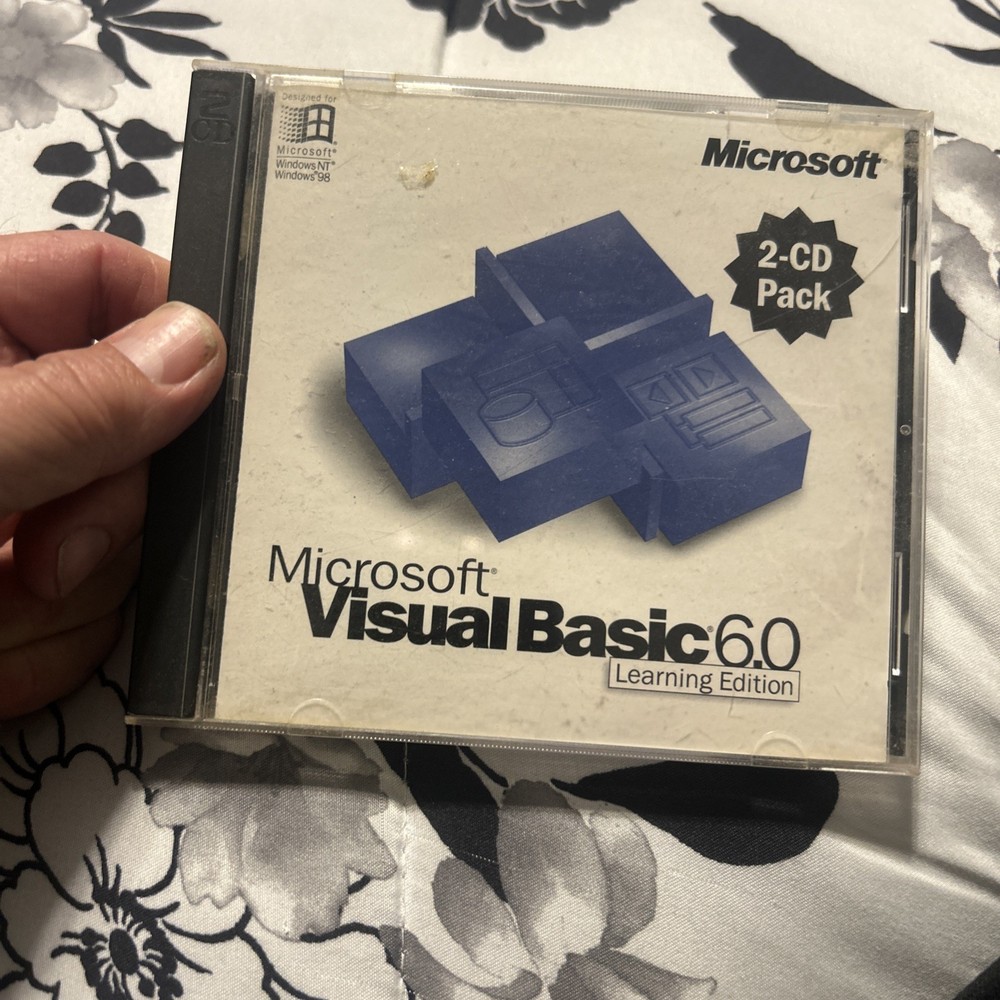 2
CD
Designed for
Microsoft®
Windows NT®
Windows®98
Microsoft®
2-CD
Pack
Microsoft®
Visual Basic® 6.0
Learning Edition